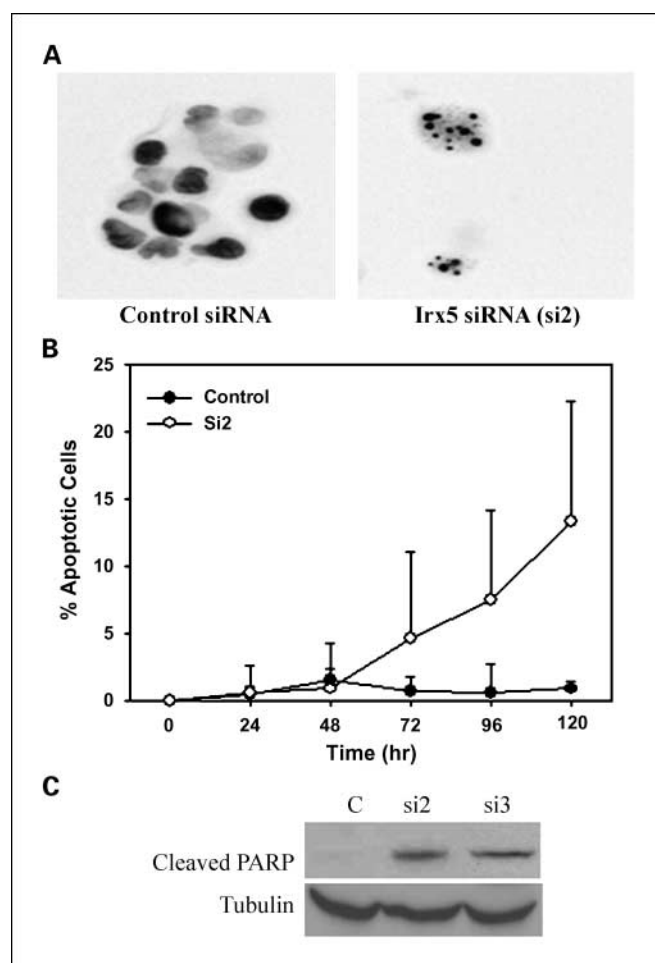 A
Control siRNA Irx5 siRNA (si2)
B
25
20
15
10
5
0
% Apoptotic Cells
Control
Si2
0 24 48 72 96 120
Time (hr)
C
C si2 si3
Cleaved PARP
Tubulin